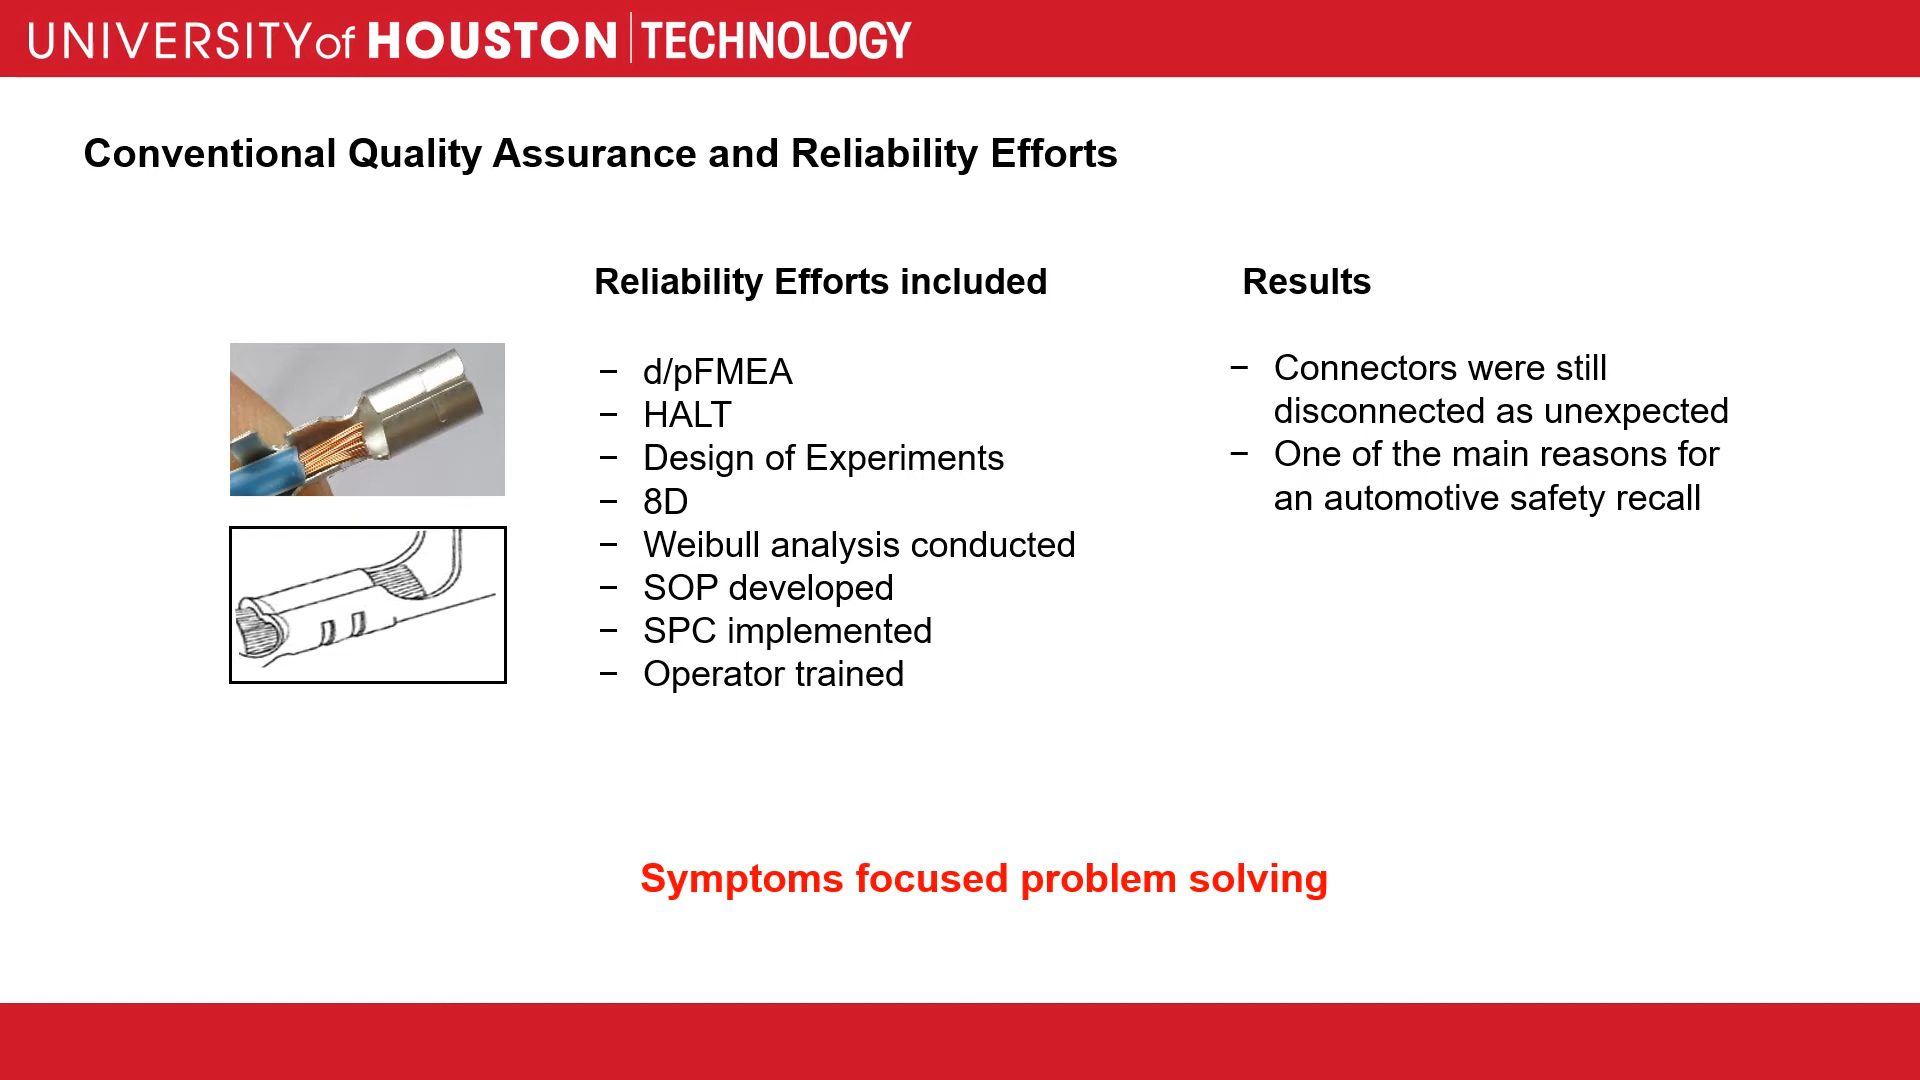 UNIVERSITY of HOUSTON | TECHNOLOGY
Conventional Quality Assurance and Reliability Efforts
Reliability Efforts included
− d/pFMEA
− HALT
− Design of Experiments
− 8D
− Weibull analysis conducted
− SOP developed
− SPC implemented
− Operator trained
Results
− Connectors were still
disconnected as unexpected
− One of the main reasons for
an automotive safety recall
Symptoms focused problem solving